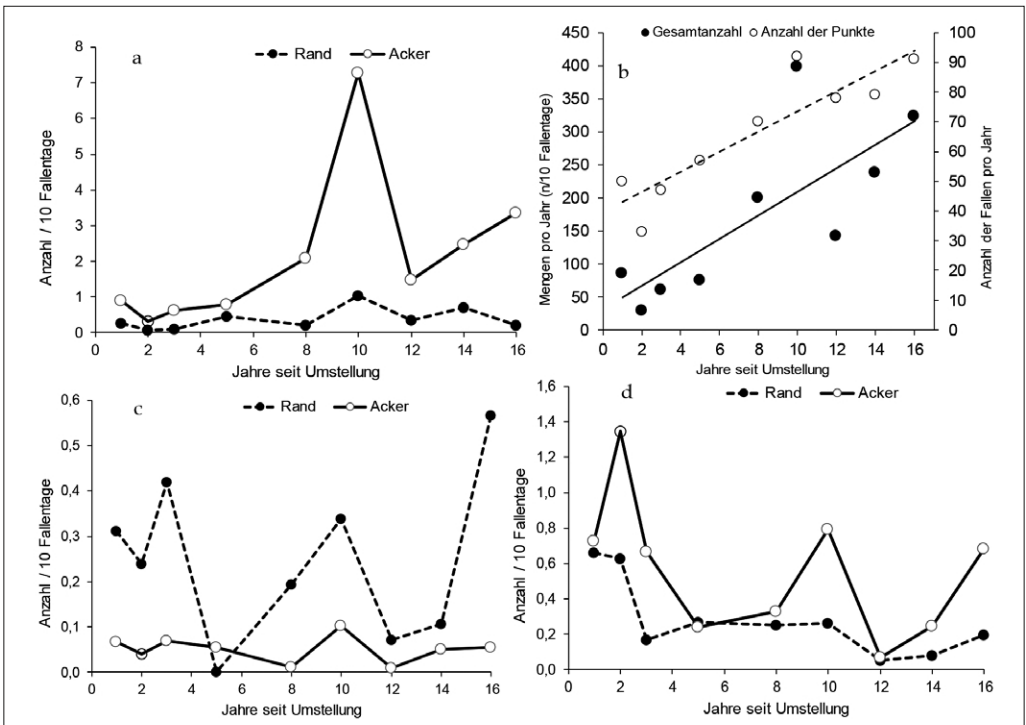 a
Rand Acker
8
7
6
5
4
3
2
1
0
Anzahl / 10 Fallentage
0 2 4 6 8 10 12 14 16
Jahre seit Umstellung
b
Gesamtanzahl Anzahl der Punkte
450
400
350
300
250
200
150
100
50
0
Mengen pro Jahr (n/10 Fallentage)
100
90
80
70
60
50
40
30
20
10
0
Anzahl der Fallen pro Jahr
0 2 4 6 8 10 12 14 16
Jahre seit Umstellung
c
Rand Acker
0,6
0,5
0,4
0,3
0,2
0,1
0,0
Anzahl / 10 Fallentage
0 2 4 6 8 10 12 14 16
Jahre seit Umstellung
d
Rand Acker
1,6
1,4
1,2
1,0
0,8
0,6
0,4
0,2
0,0
Anzahl / 10 Fallentage
0 2 4 6 8 10 12 14 16
Jahre seit Umstellung